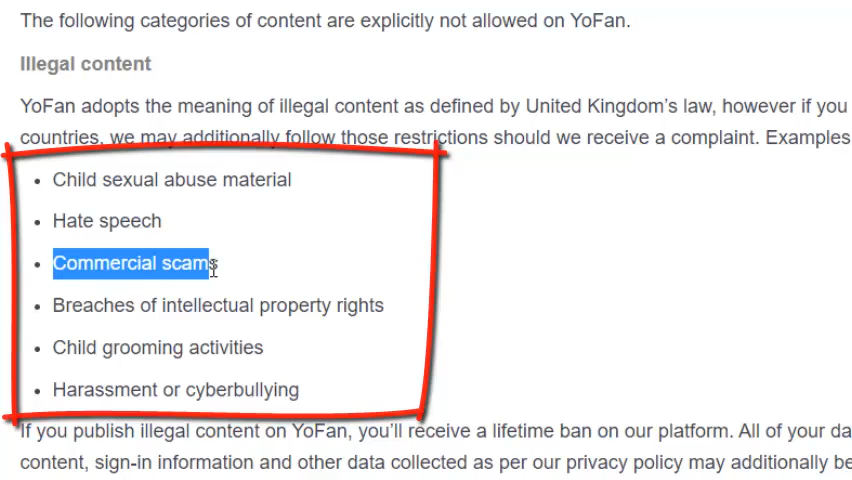 The following categories of content are explicitly not allowed on YoFan.
Illegal content
YoFan adopts the meaning of illegal content as defined by United Kingdom’s law, however if you
countries, we may additionally follow those restrictions should we receive a complaint. Examples
• Child sexual abuse material
• Hate speech
• Commercial scams
• Breaches of intellectual property rights
• Child grooming activities
• Harassment or cyberbullying
If you publish illegal content on YoFan, you’ll receive a lifetime ban on our platform. All of your da
content, sign-in information and other data collected as per our privacy policy may additionally be